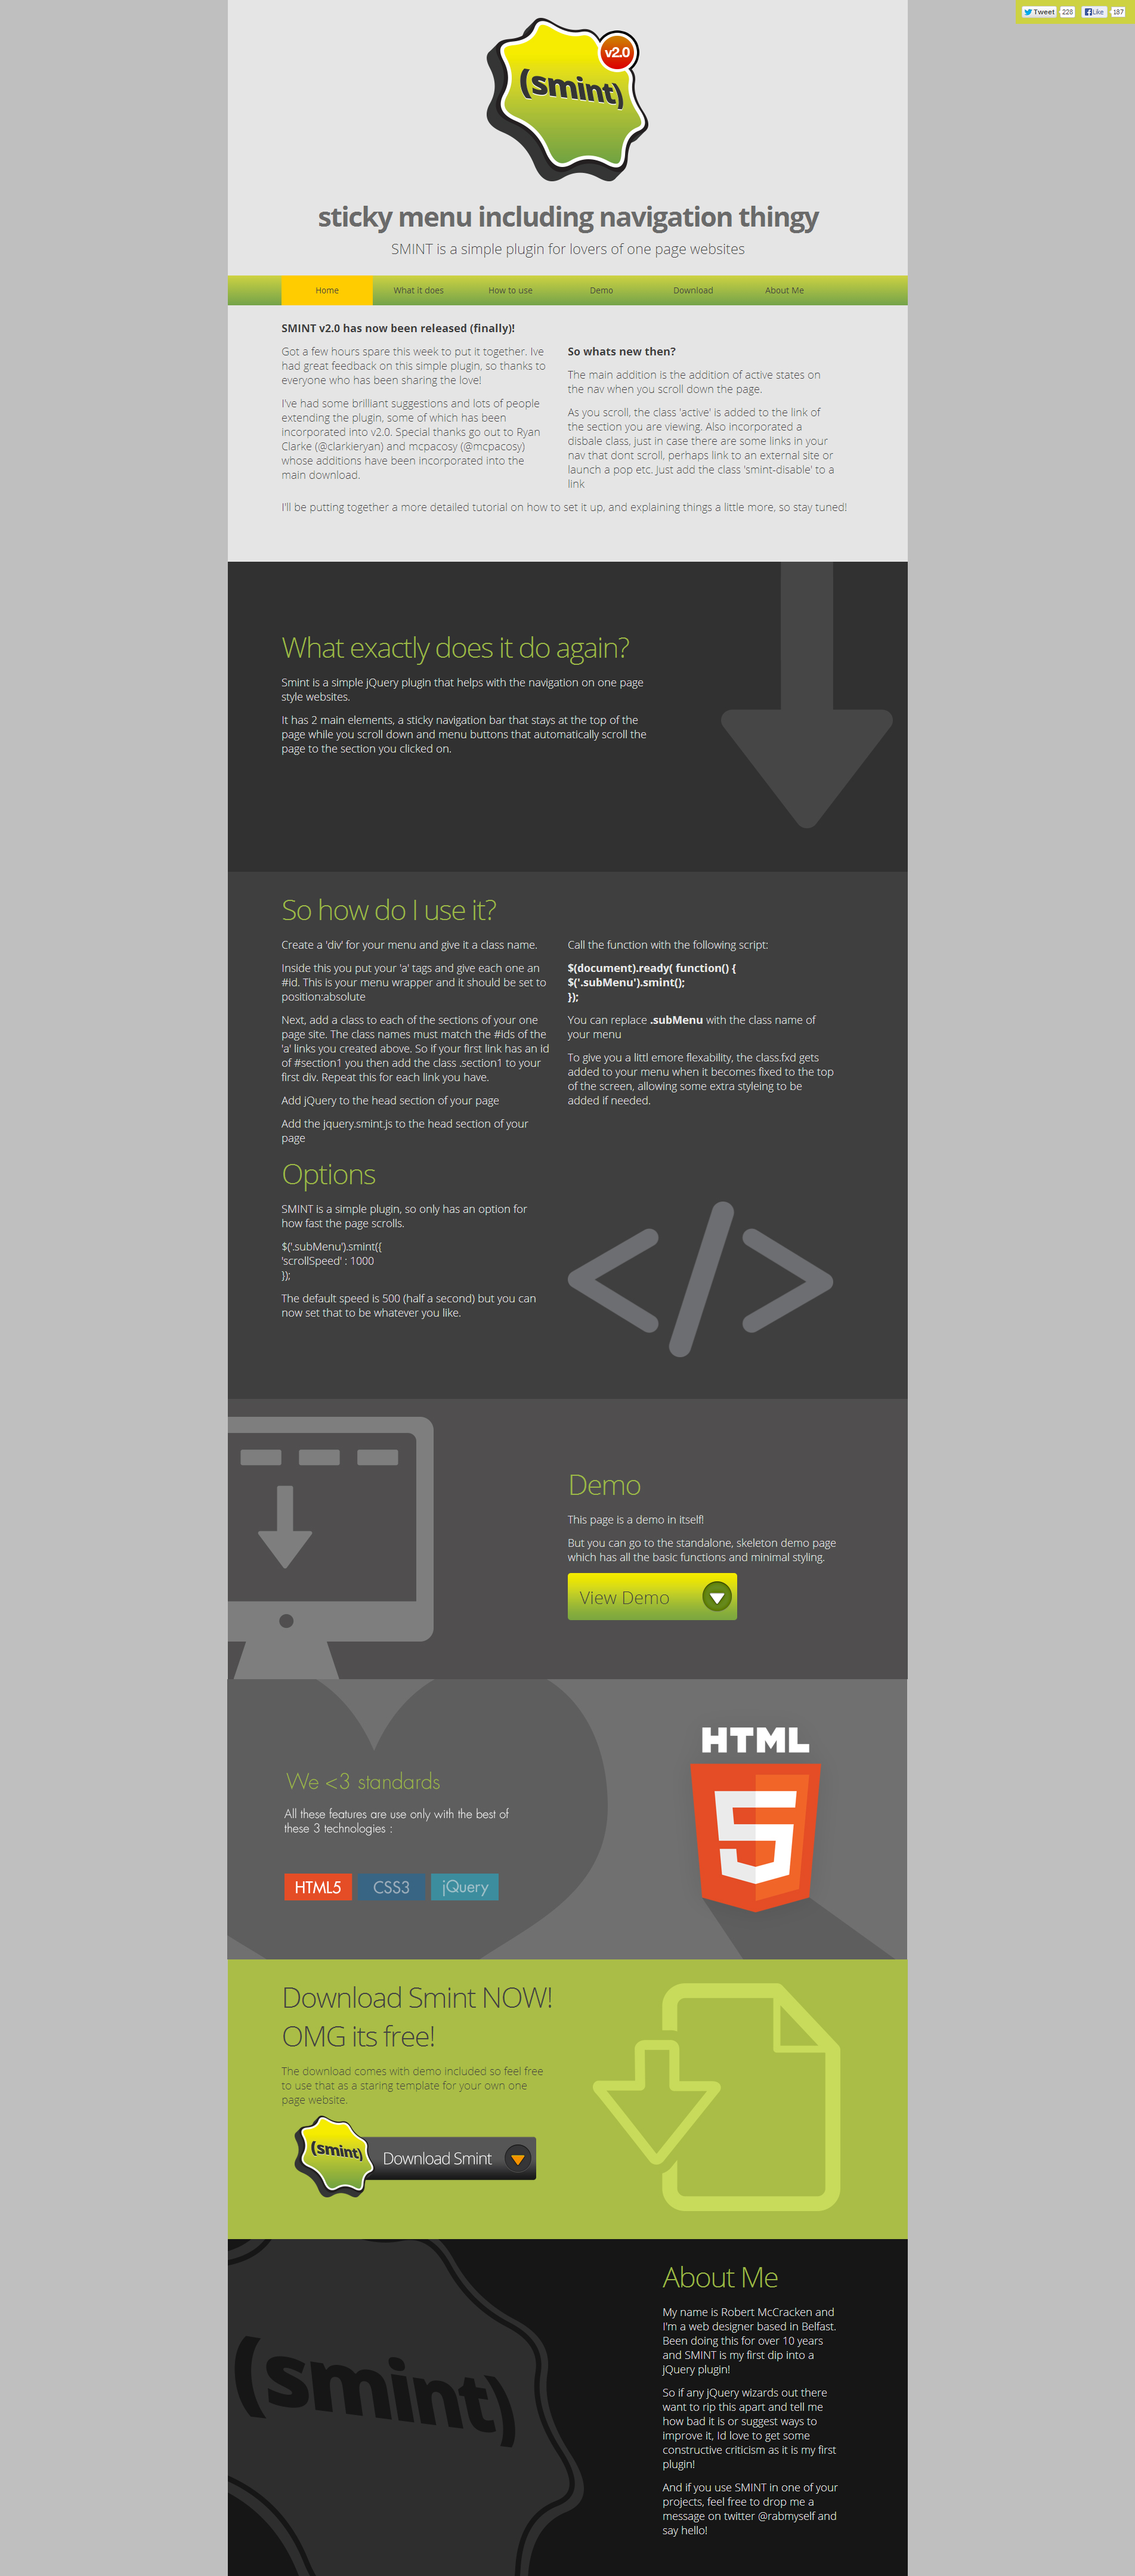 Tweet 226 Like 187
v2.0
(smint)
sticky menu including navigation thingy
SMINT is a simple plugin for lovers of one page websites
Home What it does How to use Demo Download About Me
SMINT v2.0 has now been released (finally)!
Got a few hours spare this week to put it together. Ive
had great feedback on this simple plugin, so thanks to
everyone who has been sharing the love!
I've had some brilliant suggestions and lots of people
extending the plugin, some of which has been
incorporated into v2.0. Special thanks go out to Ryan
Clarke (@clarkieryan) and mcpacosy (@mcpacosy)
whose additions have been incorporated into the
main download.
So whats new then?
The main addition is the addition of active states on
the nav when you scroll down the page.
As you scroll, the class 'active' is added to the link of
the section you are viewing. Also incorporated a
disbale class, just in case there are some links in your
nav that dont scroll, perhaps link to an external site or
launch a pop etc. Just add the class 'smint-disable' to a
link
I'll be putting together a more detailed tutorial on how to set it up, and explaining things a little more, so stay tuned!
What exactly does it do again?
Smint is a simple jQuery plugin that helps with the navigation on one page
style websites.
It has 2 main elements, a sticky navigation bar that stays at the top of the
page while you scroll down and menu buttons that automatically scroll the
page to the section you clicked on.
So how do I use it?
Create a 'div' for your menu and give it a class name.
Inside this you put your 'a' tags and give each one an
#id. This is your menu wrapper and it should be set to
position:absolute
Next, add a class to each of the sections of your one
page site. The class names must match the #ids of the
'a' links you created above. So if your first link has an id
of #section1 you then add the class .section1 to your
first div. Repeat this for each link you have.
Add jQuery to the head section of your page
Add the jquery.smint.js to the head section of your
page
Call the function with the following script:
$(document).ready( function() {
$('.subMenu').smint();
});
You can replace .subMenu with the class name of
your menu
To give you a littl emore flexability, the class.fxd gets
added to your menu when it becomes fixed to the top
of the screen, allowing some extra styleing to be
added if needed.
Options
SMINT is a simple plugin, so only has an option for
how fast the page scrolls.
$('.subMenu').smint({
'scrollSpeed' : 1000
});
The default speed is 500 (half a second) but you can
now set that to be whatever you like.
</>
Demo
This page is a demo in itself!
But you can go to the standalone, skeleton demo page
which has all the basic functions and minimal styling.
View Demo
We <3 standards
All these features are use only with the best of
these 3 technologies :
HTML5 CSS3 jQuery
HTML
5
Download Smint NOW!
OMG its free!
The download comes with demo included so feel free
to use that as a staring template for your own one
page website.
(smint) Download Smint
(smint)
About Me
My name is Robert McCracken and
I'm a web designer based in Belfast.
Been doing this for over 10 years
and SMINT is my first dip into a
jQuery plugin!
So if any jQuery wizards out there
want to rip this apart and tell me
how bad it is or suggest ways to
improve it, Id love to get some
constructive criticism as it is my first
plugin!
And if you use SMINT in one of your
projects, feel free to drop me a
message on twitter @rabmyself and
say hello!